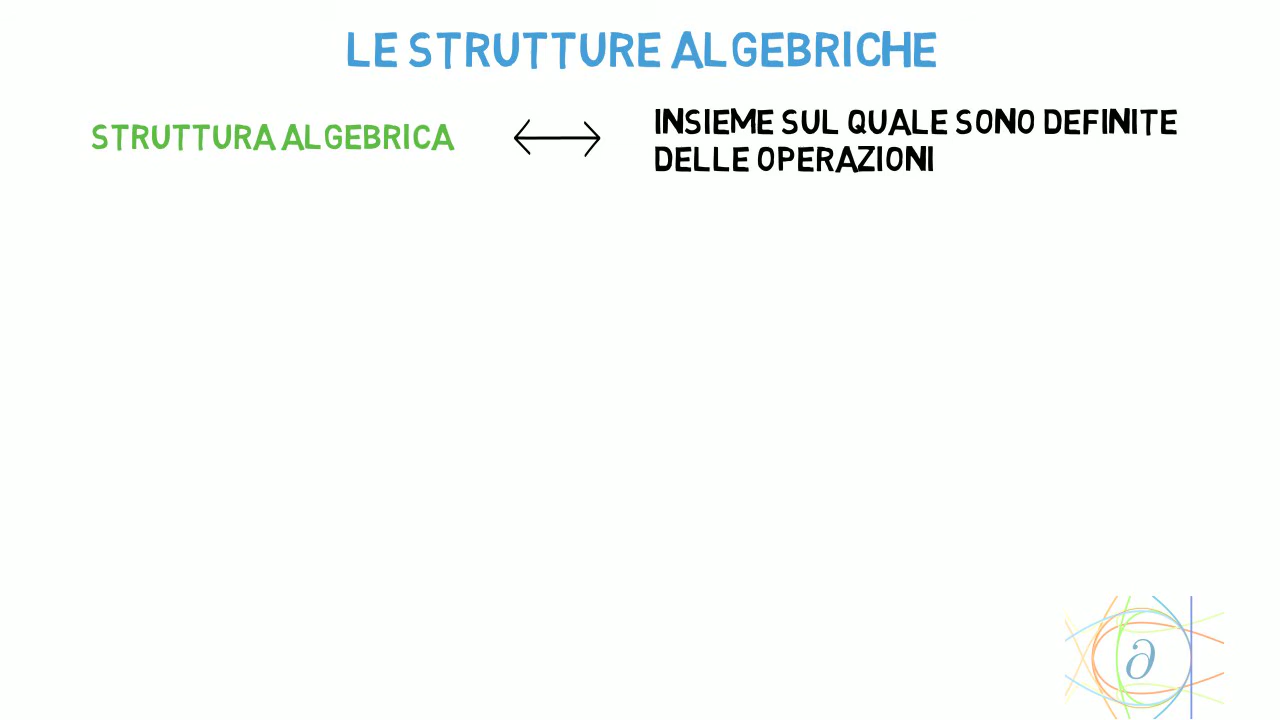 LE STRUTTURE ALGEBRICHE
STRUTTURA ALGEBRICA
INSIEME SUL QUALE SONO DEFINITE
DELLE OPERAZIONI
∂